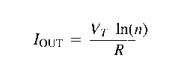 I_OUT = V_T ln(n) / R